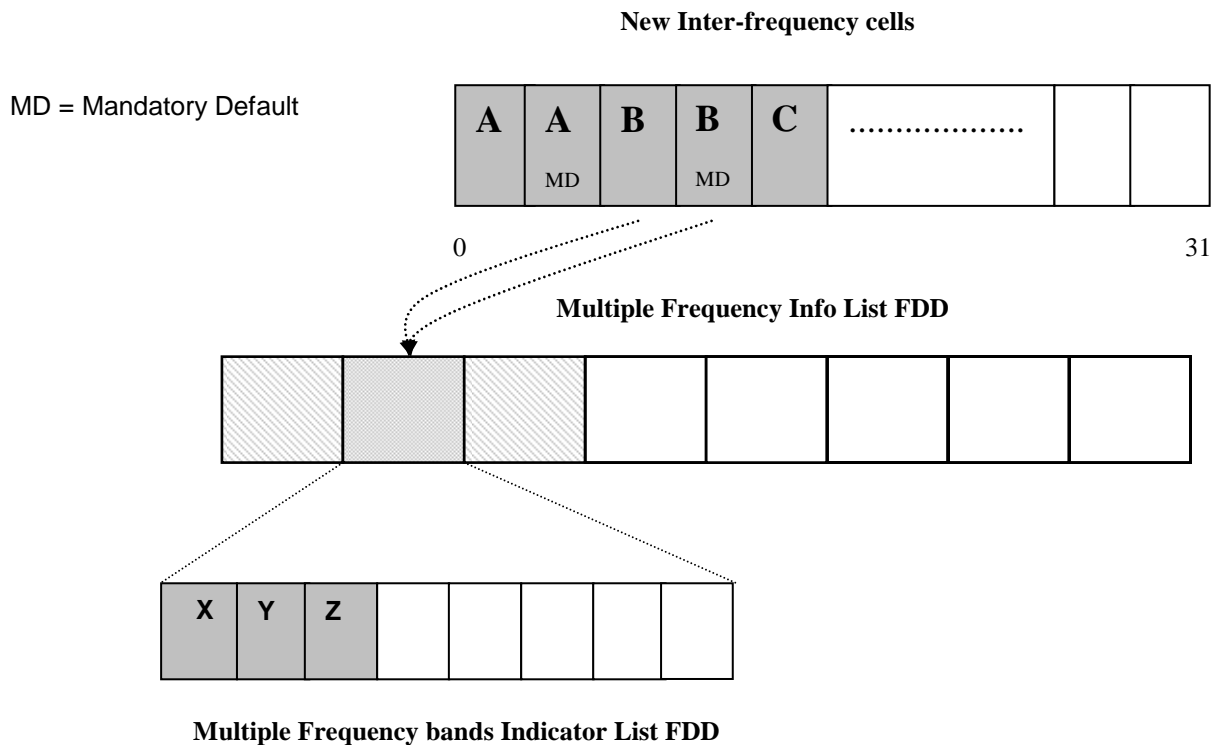 New Inter-frequency cells
MD = Mandatory Default
A A B B C ...................
MD MD
0 31
Multiple Frequency Info List FDD
X Y Z
Multiple Frequency bands Indicator List FDD